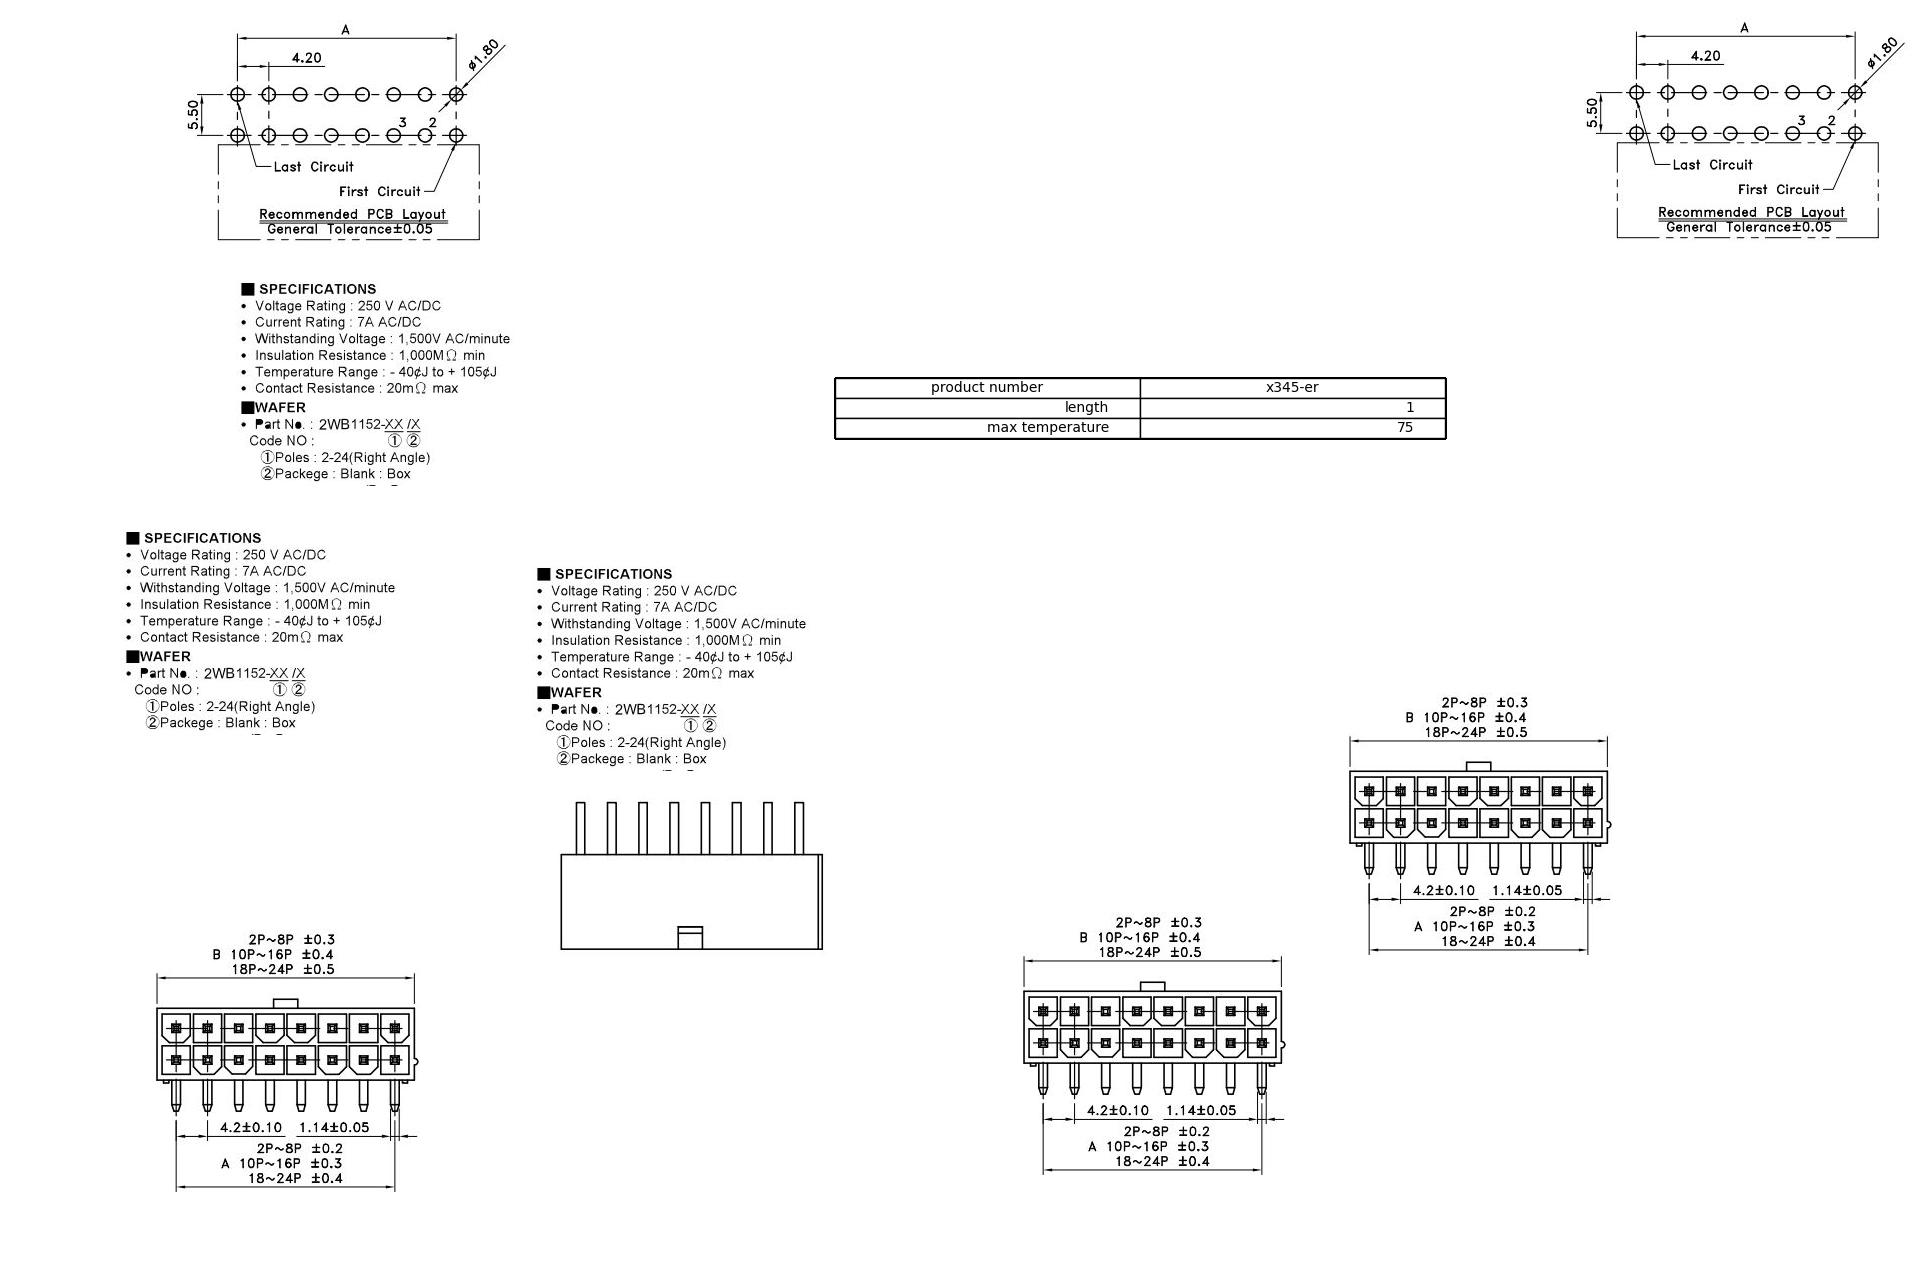 A
4.20
ø1.80
5.50
3 2
Last Circuit
First Circuit
Recommended PCB Layout
General Tolerance±0.05
A
4.20
ø1.80
5.50
3 2
Last Circuit
First Circuit
Recommended PCB Layout
General Tolerance±0.05
■ SPECIFICATIONS
• Voltage Rating : 250 V AC/DC
• Current Rating : 7A AC/DC
• Withstanding Voltage : 1,500V AC/minute
• Insulation Resistance : 1,000MΩ min
• Temperature Range : - 40¢J to + 105¢J
• Contact Resistance : 20mΩ max
■WAFER
• Part No. : 2WB1152-XX /X
Code NO : ① ②
①Poles : 2-24(Right Angle)
②Packege : Blank : Box
product number x345-er
length 1
max temperature 75
■ SPECIFICATIONS
• Voltage Rating : 250 V AC/DC
• Current Rating : 7A AC/DC
• Withstanding Voltage : 1,500V AC/minute
• Insulation Resistance : 1,000MΩ min
• Temperature Range : - 40¢J to + 105¢J
• Contact Resistance : 20mΩ max
■WAFER
• Part No. : 2WB1152-XX /X
Code NO : ① ②
①Poles : 2-24(Right Angle)
②Packege : Blank : Box
■ SPECIFICATIONS
• Voltage Rating : 250 V AC/DC
• Current Rating : 7A AC/DC
• Withstanding Voltage : 1,500V AC/minute
• Insulation Resistance : 1,000MΩ min
• Temperature Range : - 40¢J to + 105¢J
• Contact Resistance : 20mΩ max
■WAFER
• Part No. : 2WB1152-XX /X
Code NO : ① ②
①Poles : 2-24(Right Angle)
②Packege : Blank : Box
2P~8P ±0.3
B 10P~16P ±0.4
18P~24P ±0.5
4.2±0.10 1.14±0.05
2P~8P ±0.2
A 10P~16P ±0.3
18~24P ±0.4
2P~8P ±0.3
B 10P~16P ±0.4
18P~24P ±0.5
4.2±0.10 1.14±0.05
2P~8P ±0.2
A 10P~16P ±0.3
18~24P ±0.4
2P~8P ±0.3
B 10P~16P ±0.4
18P~24P ±0.5
4.2±0.10 1.14±0.05
2P~8P ±0.2
A 10P~16P ±0.3
18~24P ±0.4